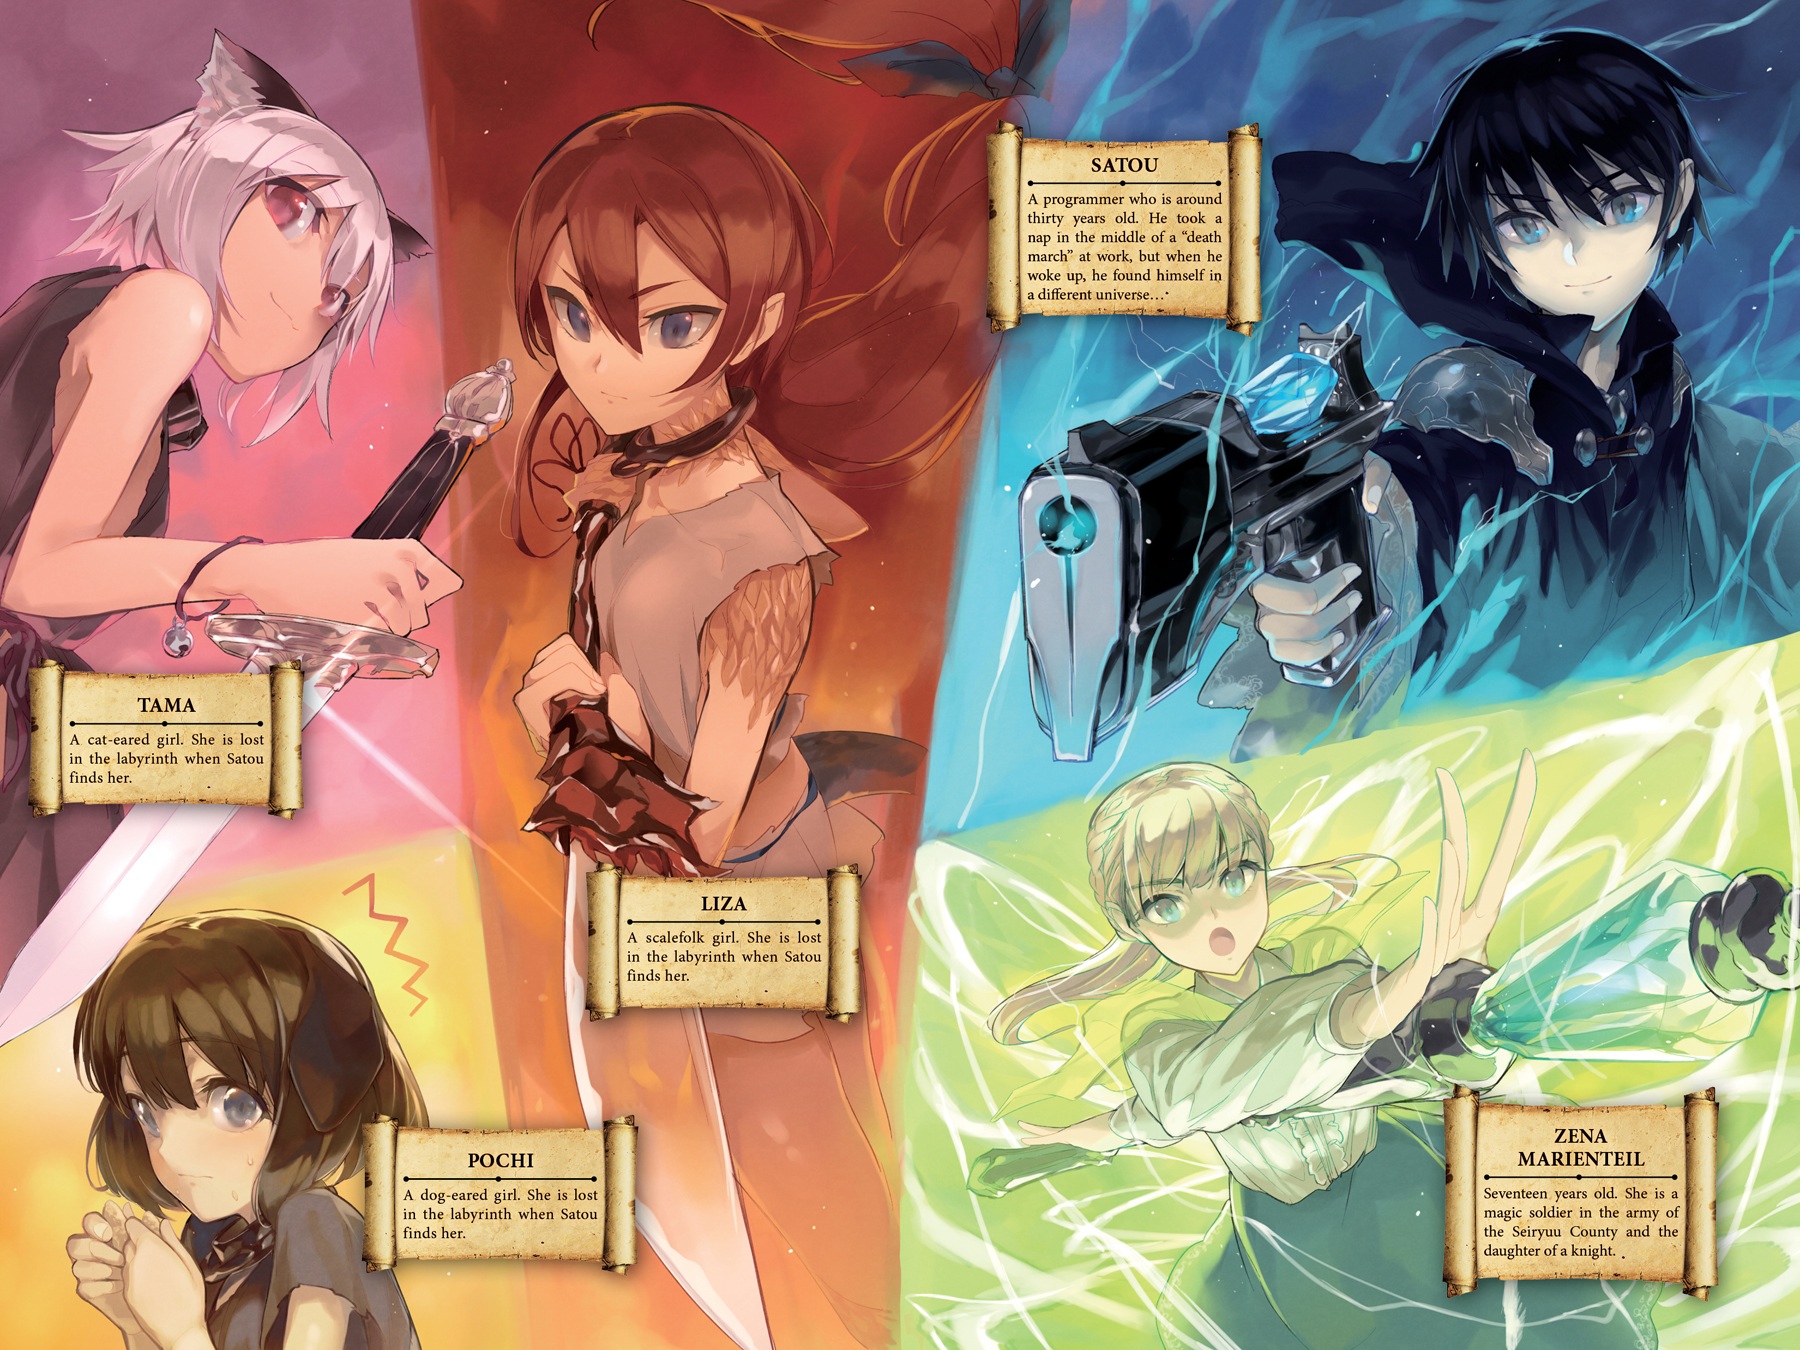 TAMA
A cat-eared girl. She is lost
in the labyrinth when Satou
finds her.
LIZA
A scalefolk girl. She is lost
in the labyrinth when Satou
finds her.
POCHI
A dog-eared girl. She is lost
in the labyrinth when Satou
finds her.
SATOU
A programmer who is around
thirty years old. He took a
nap in the middle of a “death
march” at work, but when he
woke up, he found himself in
a different universe…
ZENA
MARIENTEIL
Seventeen years old. She is a
magic soldier in the army of
the Seiryuu County and the
daughter of a knight.